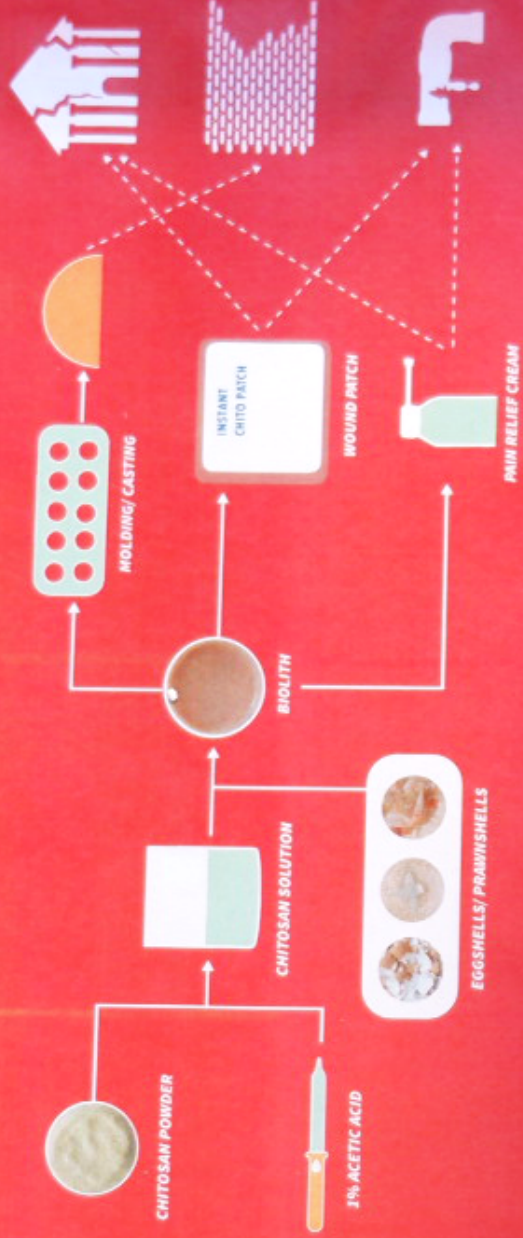 CHITOSAN POWDER
1% ACETIC ACID
CHITOSAN SOLUTION
EGGSHELLS/ PRAWNSHELLS
BIOLITH
MOLDING/ CASTING
INSTANT
CHITO PATCH
WOUND PATCH
PAIN RELIEF CREAM